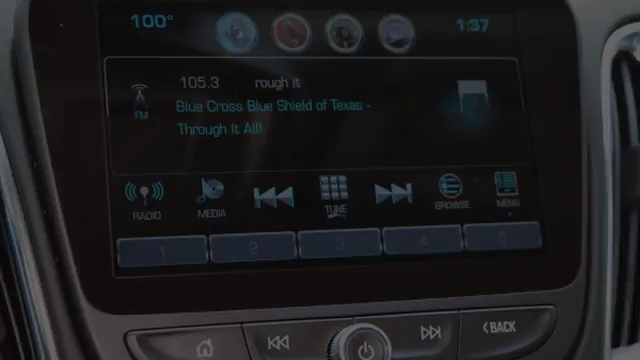 100° 1:37
105.3 rough it
FM
Blue Cross Blue Shield of Texas -
Through It All!
RADIO MEDIA TUNE BROWSE MENU
1 2 3 4
BACK